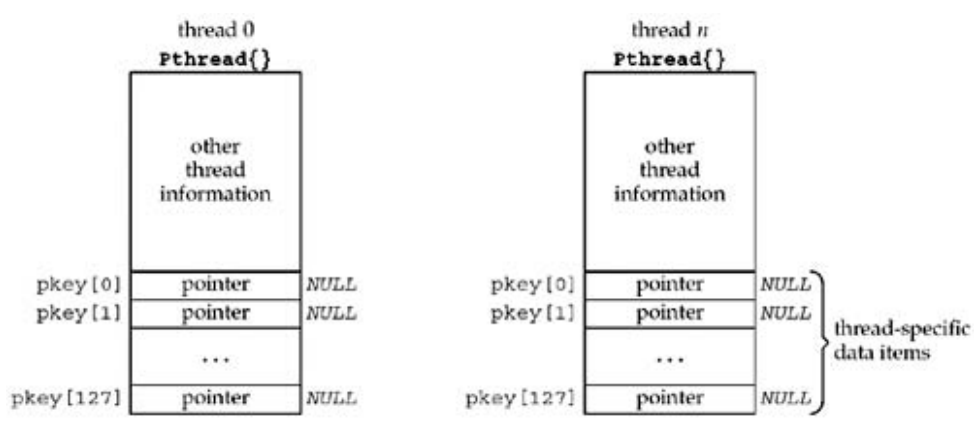 thread 0
Pthread{}
other
thread
information
pkey[0] pointer NULL
pkey[1] pointer NULL
...
pkey[127] pointer NULL
thread n
Pthread{}
other
thread
information
pkey[0] pointer NULL
pkey[1] pointer NULL
...
pkey[127] pointer NULL
thread-specific
data items